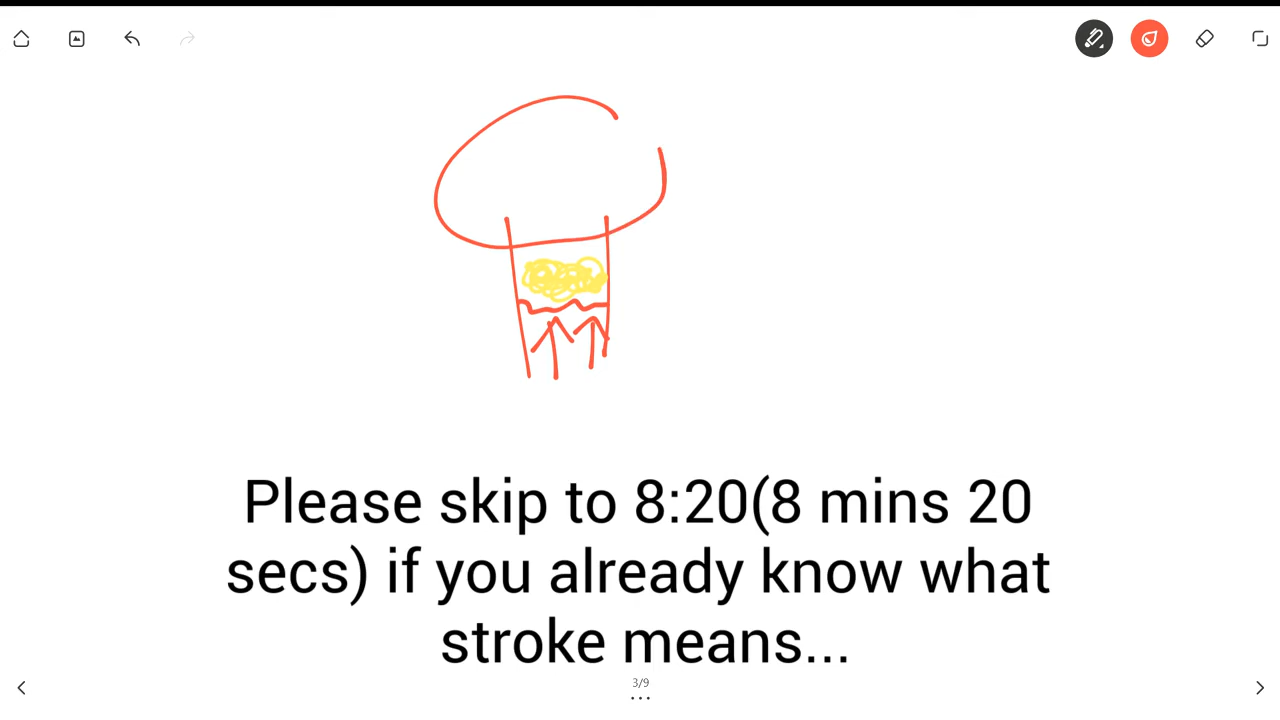 Please skip to 8:20(8 mins 20
secs) if you already know what
stroke means...
3/9